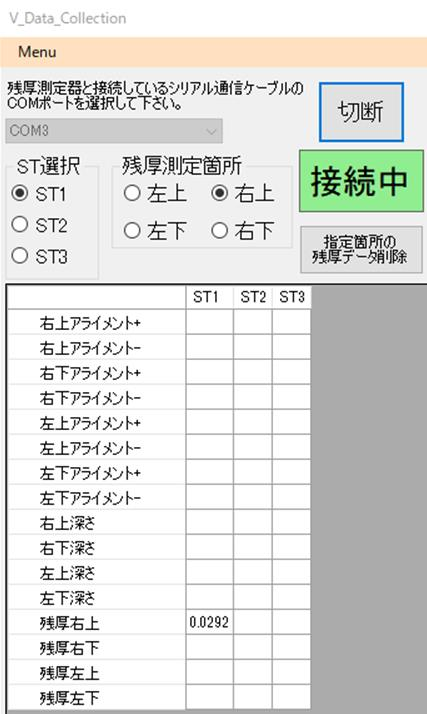 V_Data_Collection
Menu
残厚測定器と接続しているシリアル通信ケーブルの
COMポートを選択して下さい。
COM3
切断
ST選択
ST1
ST2
ST3
残厚測定箇所
左上 右上
左下 右下
接続中
指定箇所の
残厚データ削除
ST1 ST2 ST3
右上アライメント+
右上アライメント-
右下アライメント+
右下アライメント-
左上アライメント+
左上アライメント-
左下アライメント+
左下アライメント-
右上深さ
右下深さ
左上深さ
左下深さ
残厚右上 0.0292
残厚右下
残厚左上
残厚左下